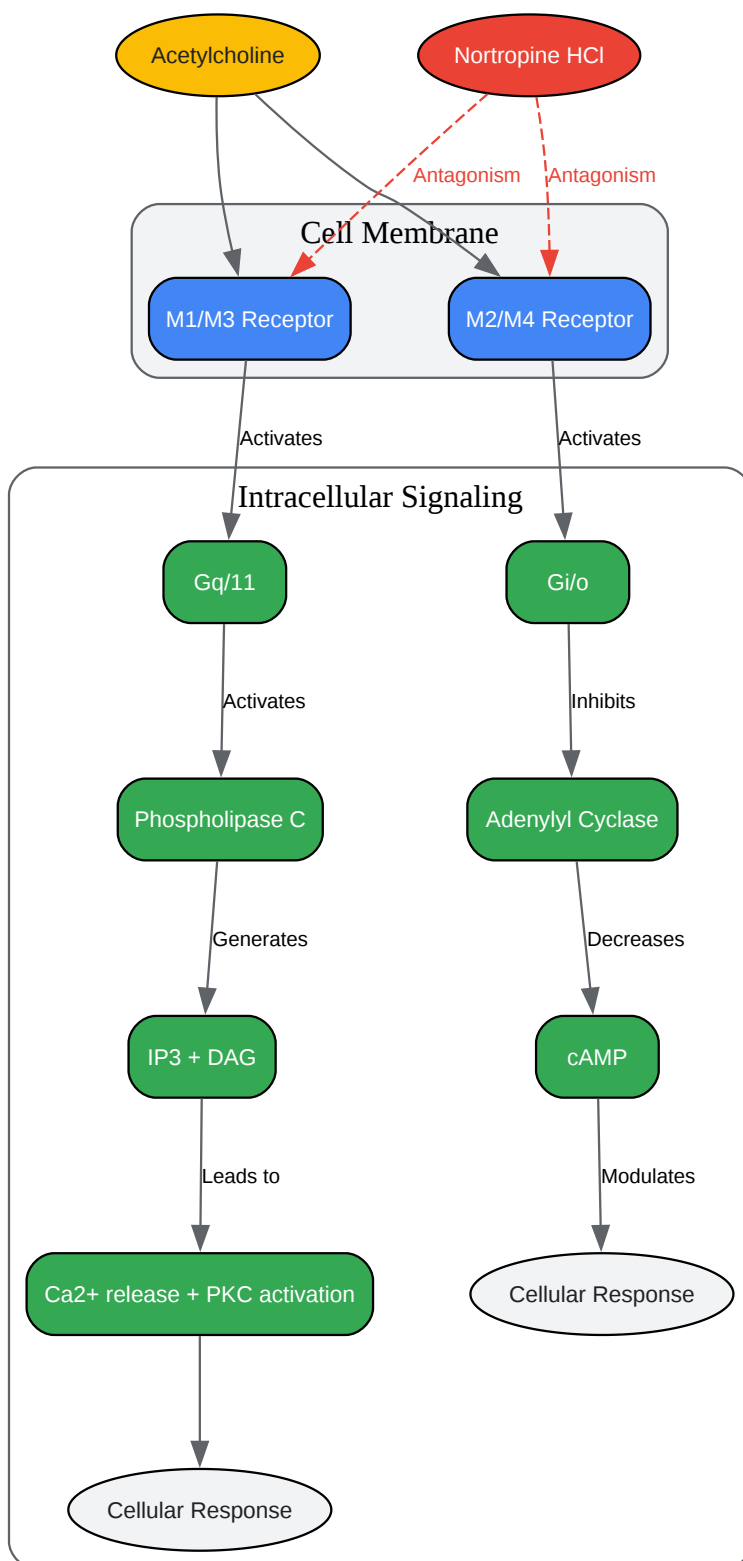 Acetylcholine
Nortropine HCl
Antagonism
Antagonism
Cell Membrane
M1/M3 Receptor
M2/M4 Receptor
Activates
Activates
Intracellular Signaling
Gq/11
Gi/o
Activates
Inhibits
Phospholipase C
Adenylyl Cyclase
Generates
Decreases
IP3 + DAG
cAMP
Leads to
Modulates
Ca2+ release + PKC activation
Cellular Response
Cellular Response